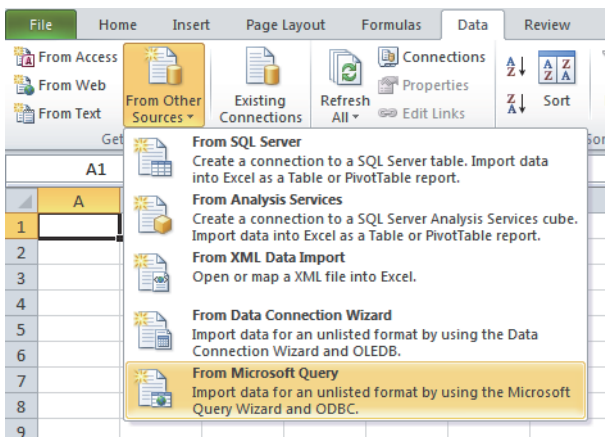 File Home Insert Page Layout Formulas Data Review
From Access
From Web
From Text
From Other
Sources
Existing
Connections
Refresh
All
Connections
Properties
Edit Links
A
Z
Z
A
A Z
Z A
Sort
Get
Sor
A1
From SQL Server
Create a connection to a SQL Server table. Import data
into Excel as a Table or PivotTable report.
From Analysis Services
Create a connection to a SQL Server Analysis Services cube.
Import data into Excel as a Table or PivotTable report.
From XML Data Import
Open or map a XML file into Excel.
From Data Connection Wizard
Import data for an unlisted format by using the Data
Connection Wizard and OLEDB.
From Microsoft Query
Import data for an unlisted format by using the Microsoft
Query Wizard and ODBC.
A
1
2
3
4
5
6
7
8
9